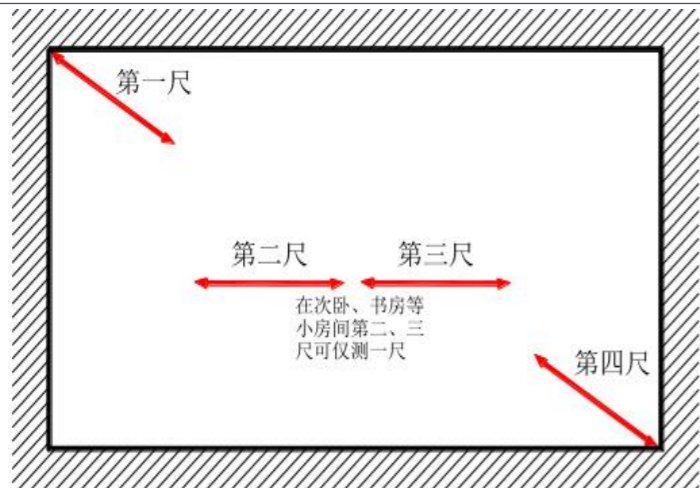 第一尺
第二尺
第三尺
在次卧、书房等
小房间第二、三
尺可仅测一尺
第四尺